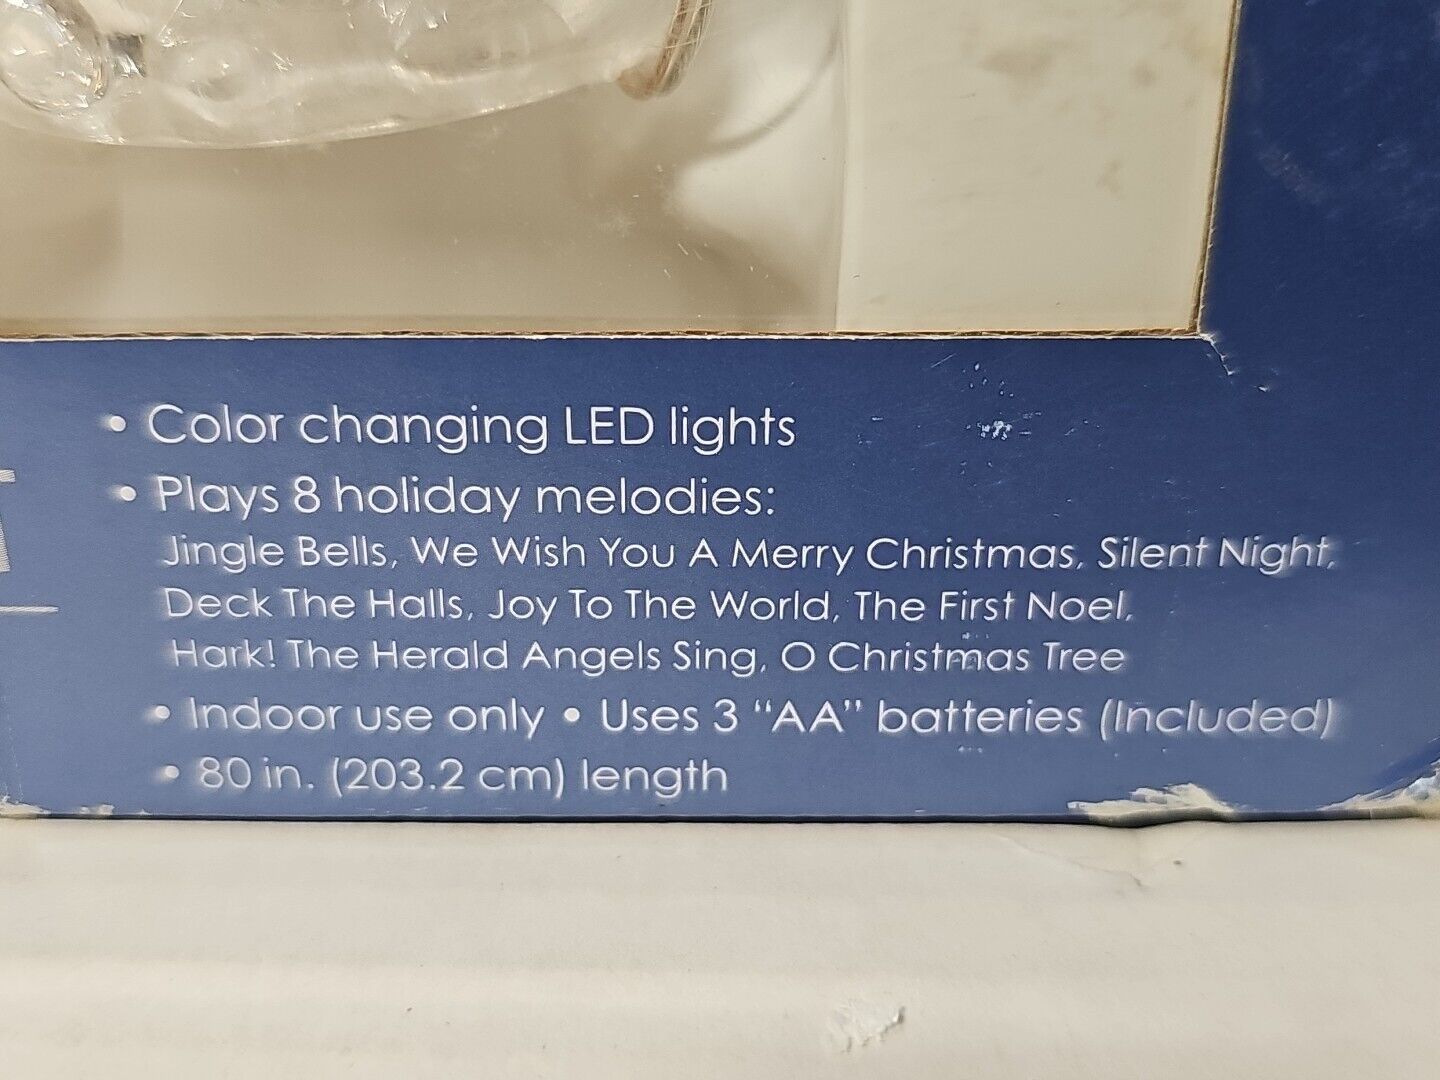 • Color changing LED lights
• Plays 8 holiday melodies:
Jingle Bells, We Wish You A Merry Christmas, Silent Night,
Deck The Halls, Joy To The World, The First Noel,
Hark! The Herald Angels Sing, O Christmas Tree
• Indoor use only • Uses 3 “AA” batteries (Included)
• 80 in. (203.2 cm) length